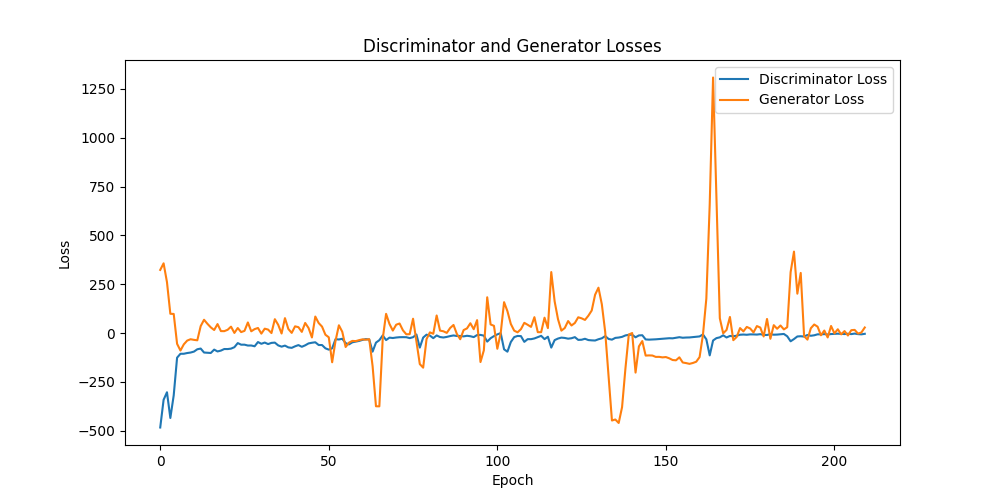 Discriminator and Generator Losses
Discriminator Loss
Generator Loss
1250
1000
750
500
250
0
−250
−500
Loss
0 50 100 150 200
Epoch